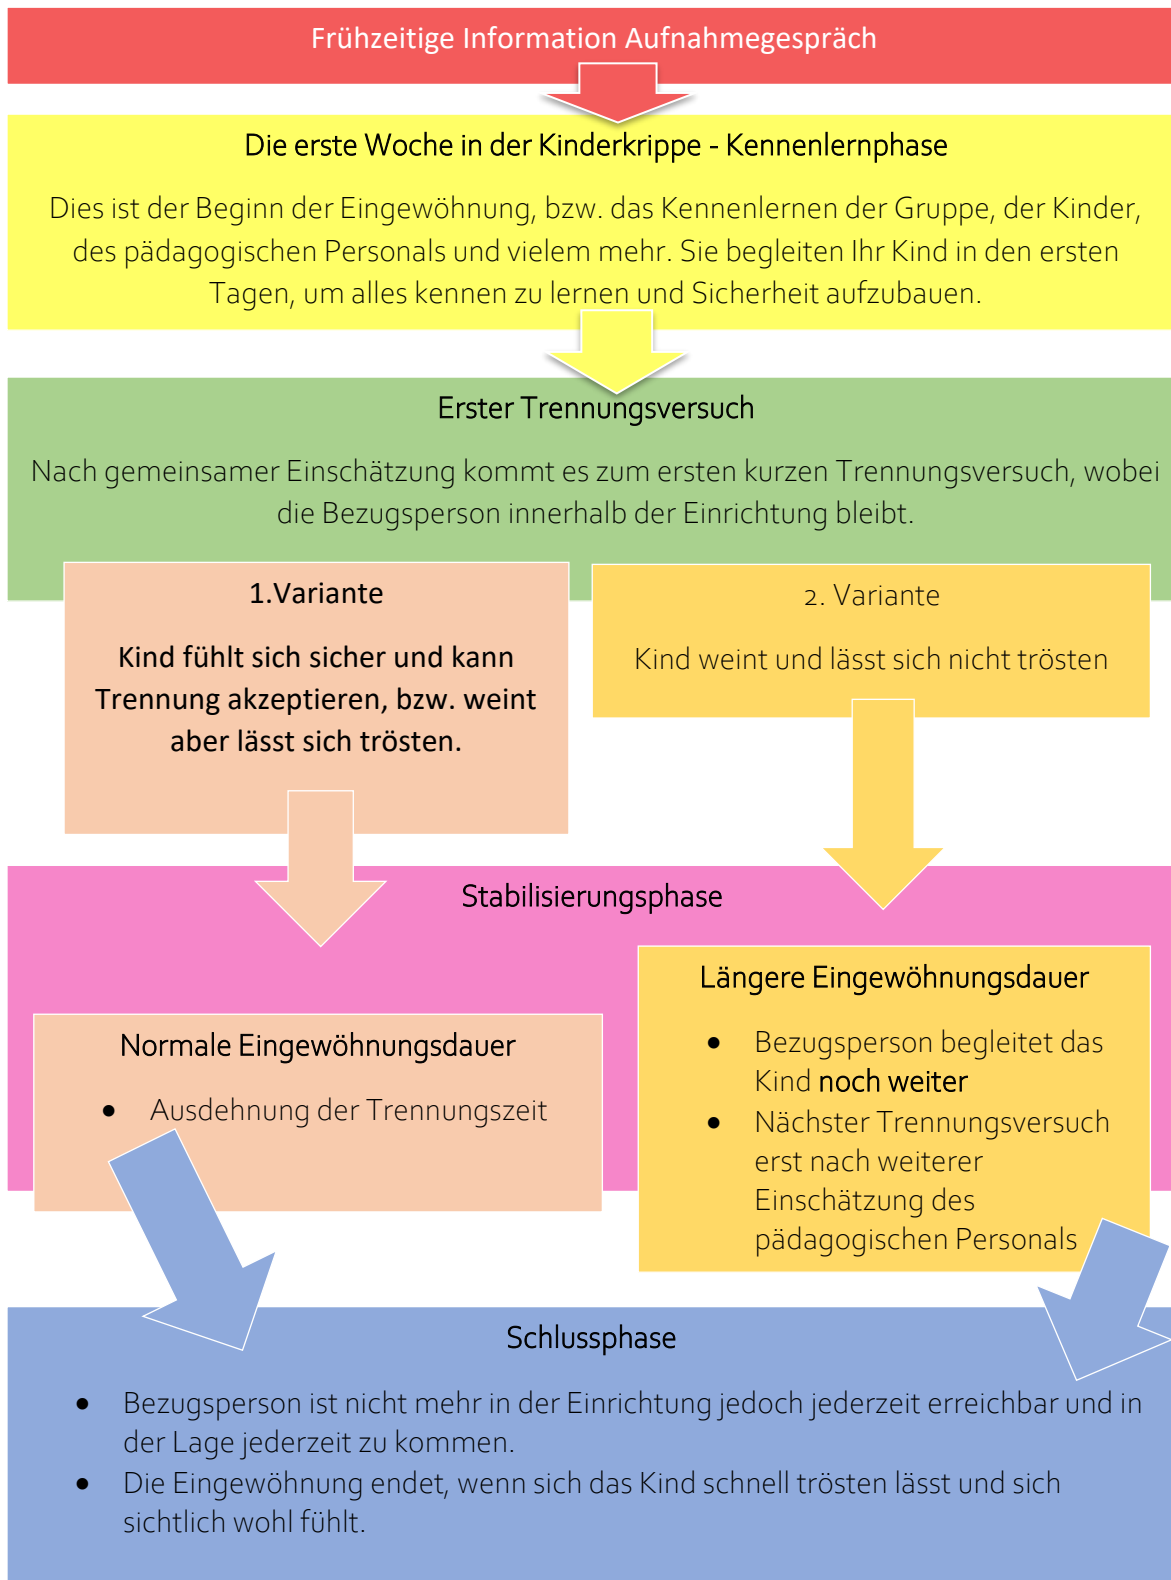 Frühzeitige Information Aufnahmegespräch
Die erste Woche in der Kinderkrippe - Kennenlernphase
Dies ist der Beginn der Eingewöhnung, bzw. das Kennenlernen der Gruppe, der Kinder,
des pädagogischen Personals und vielem mehr. Sie begleiten Ihr Kind in den ersten
Tagen, um alles kennen zu lernen und Sicherheit aufzubauen.
Erster Trennungsversuch
Nach gemeinsamer Einschätzung kommt es zum ersten kurzen Trennungsversuch, wobei
die Bezugsperson innerhalb der Einrichtung bleibt.
1.Variante
Kind fühlt sich sicher und kann
Trennung akzeptieren, bzw. weint
aber lässt sich trösten.
2. Variante
Kind weint und lässt sich nicht trösten
Stabilisierungsphase
Normale Eingewöhnungsdauer
• Ausdehnung der Trennungszeit
Längere Eingewöhnungsdauer
• Bezugsperson begleitet das
Kind noch weiter
• Nächster Trennungsversuch
erst nach weiterer
Einschätzung des
pädagogischen Personals
Schlussphase
• Bezugsperson ist nicht mehr in der Einrichtung jedoch jederzeit erreichbar und in
der Lage jederzeit zu kommen.
• Die Eingewöhnung endet, wenn sich das Kind schnell trösten lässt und sich
sichtlich wohl fühlt.